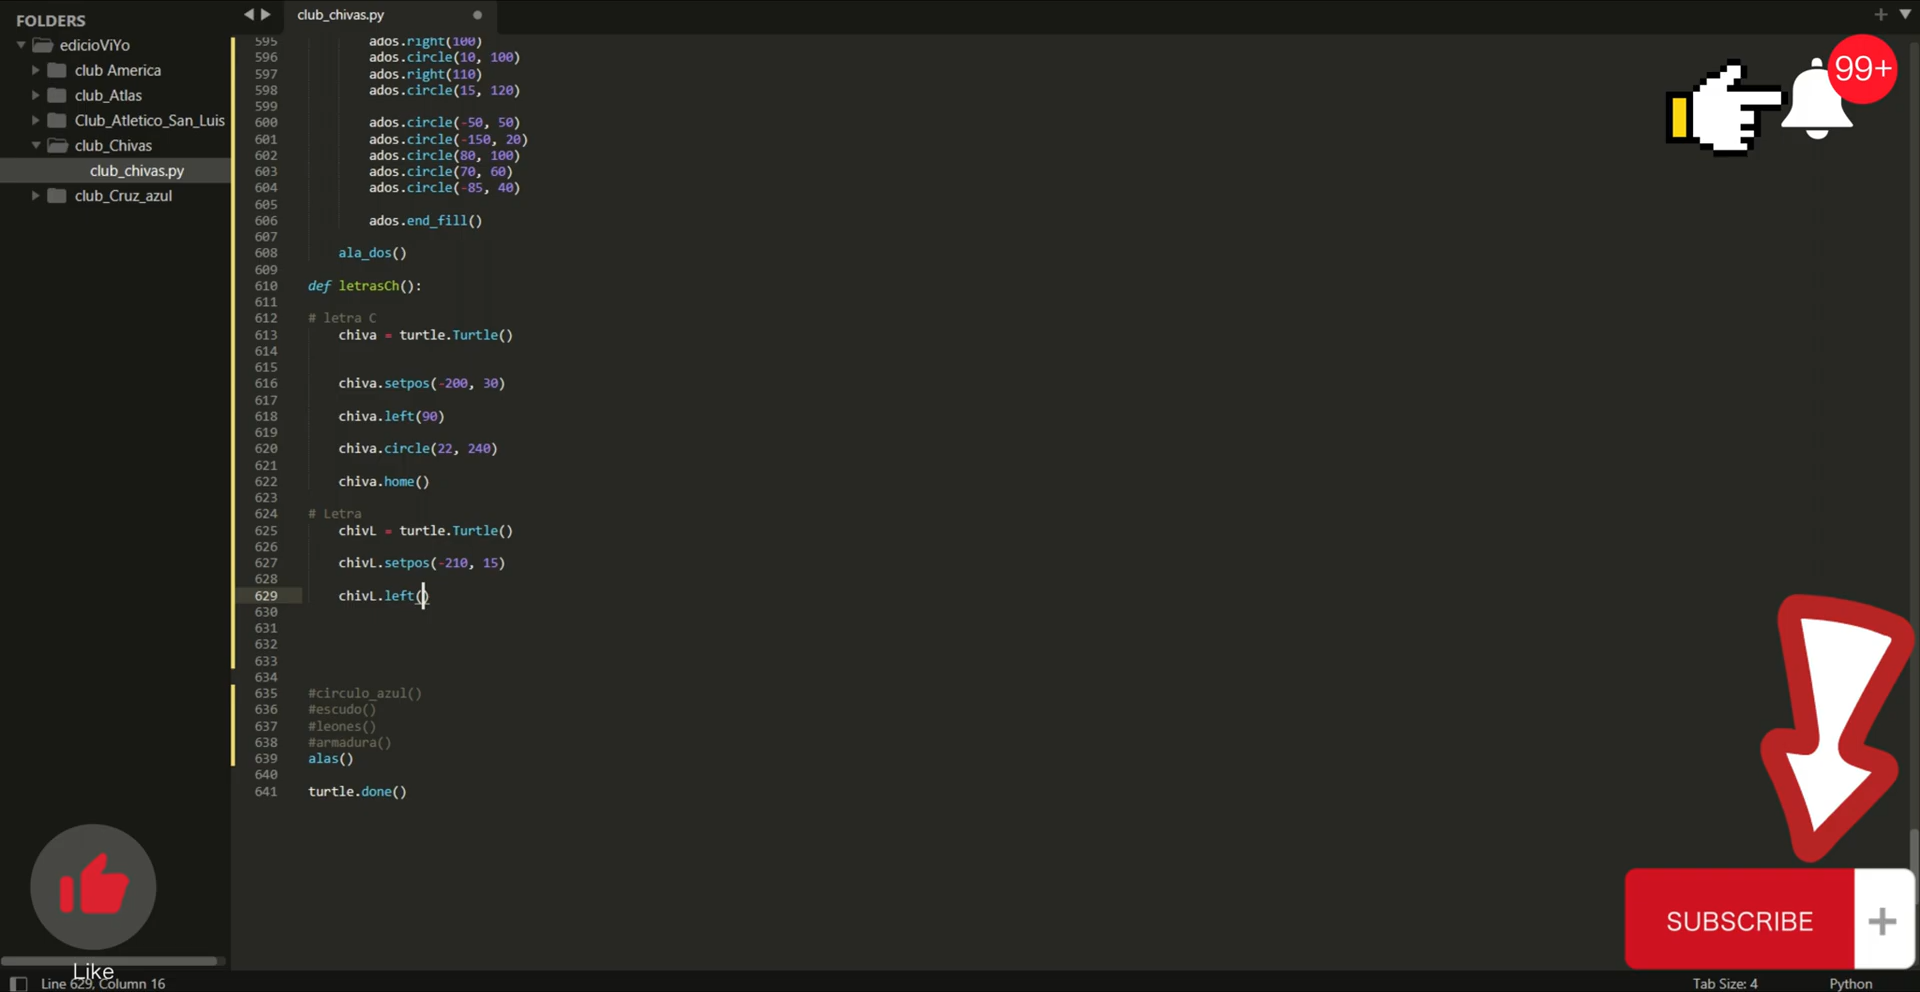 FOLDERS
edicioViYo
club America
club_Atlas
Club_Atletico_San_Luis
club_Chivas
club_chivas.py
club_Cruz_azul
club_chivas.py
595 ados.right(100)
596 ados.circle(10, 100)
597 ados.right(110)
598 ados.circle(15, 120)
599
600 ados.circle(-50, 50)
601 ados.circle(-150, 20)
602 ados.circle(80, 100)
603 ados.circle(70, 60)
604 ados.circle(-85, 40)
605
606 ados.end_fill()
607
608 ala_dos()
609
610 def letrasCh():
611
612 # letra C
613 chiva = turtle.Turtle()
614
615
616 chiva.setpos(-200, 30)
617
618 chiva.left(90)
619
620 chiva.circle(22, 240)
621
622 chiva.home()
623
624 # Letra
625 chivL = turtle.Turtle()
626
627 chivL.setpos(-210, 15)
628
629 chivL.left()
630
631
632
633
634
635 #circulo_azul()
636 #escudo()
637 #leones()
638 #armadura()
639 alas()
640
641 turtle.done()
99+
SUBSCRIBE +
Like
Line 629, Column 16
Tab Size: 4
Python